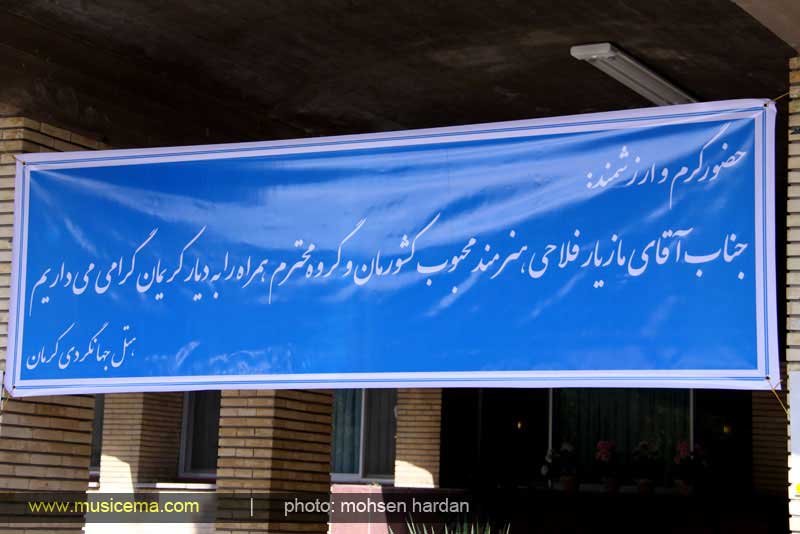 حضور گرم و ارزشمند:
جناب آقای مازیار فلاحی هنرمند محبوب کشورمان و گروه محترم همراه را به دیار کریمان گرامی می داریم
هتل جهانگردی کرمان
www.musicema.com | photo: mohsen hardan